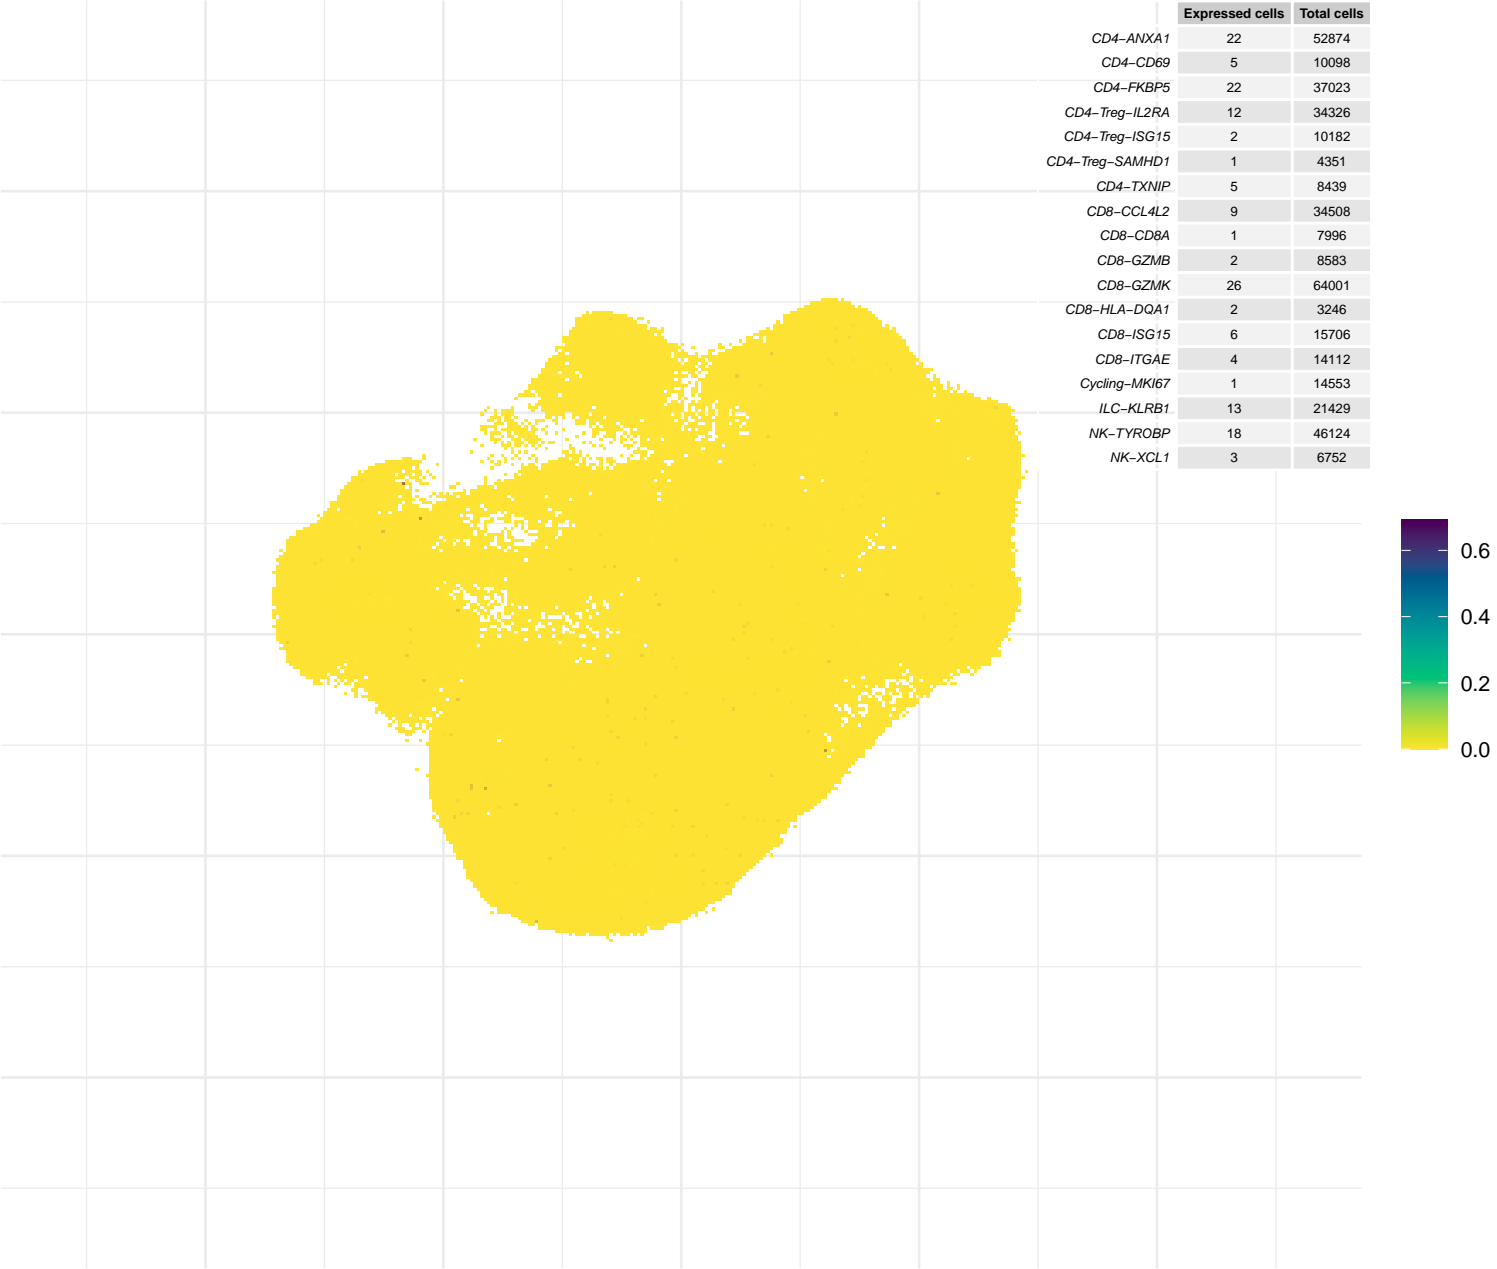 Expressed cells Total cells
CD4−ANXA1 22 52874
CD4−CD69 5 10098
CD4−FKBP5 22 37023
CD4−Treg−IL2RA 12 34326
CD4−Treg−ISG15 2 10182
CD4−Treg−SAMHD1 1 4351
CD4−TXNIP 5 8439
CD8−CCL4L2 9 34508
CD8−CD8A 1 7996
CD8−GZMB 2 8583
CD8−GZMK 26 64001
CD8−HLA−DQA1 2 3246
CD8−ISG15 6 15706
CD8−ITGAE 4 14112
Cycling−MKI67 1 14553
ILC−KLRB1 13 21429
NK−TYROBP 18 46124
NK−XCL1 3 6752
0.6
0.4
0.2
0.0